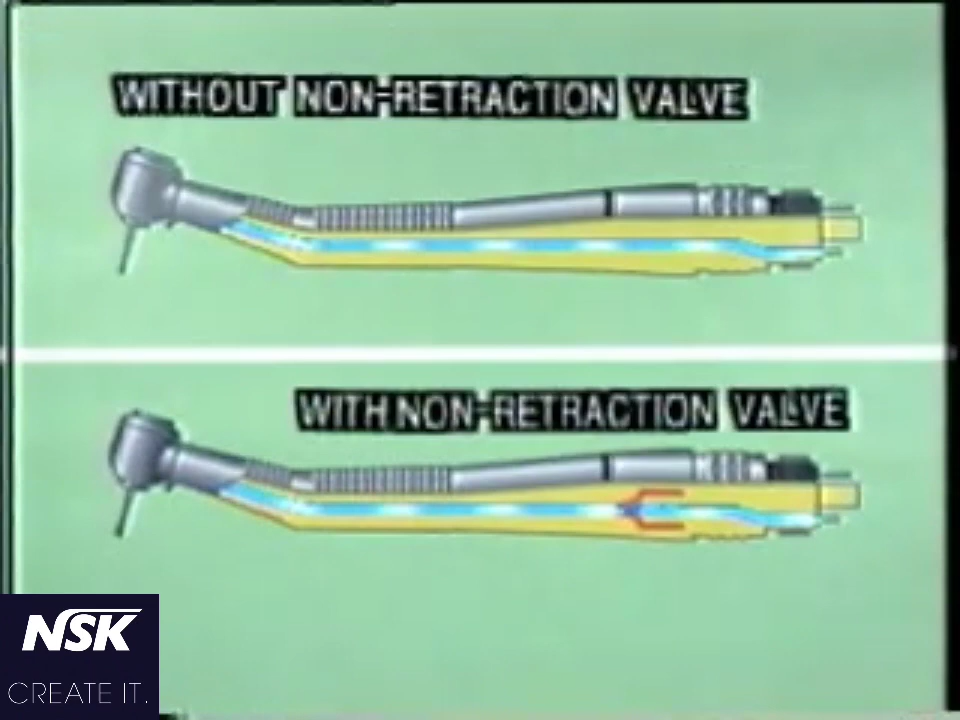 WITHOUT NON-RETRACTION VALVE
WITH NON-RETRACTION VALVE
NSK
CREATE IT.